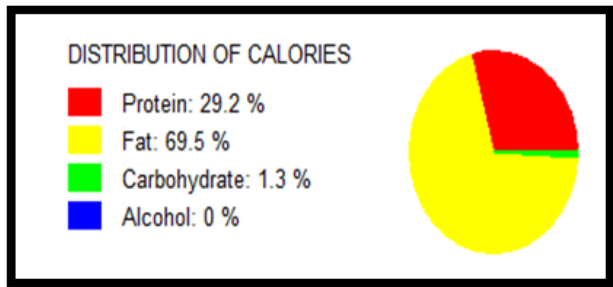 DISTRIBUTION OF CALORIES
Protein: 29.2 %
Fat: 69.5 %
Carbohydrate: 1.3 %
Alcohol: 0 %